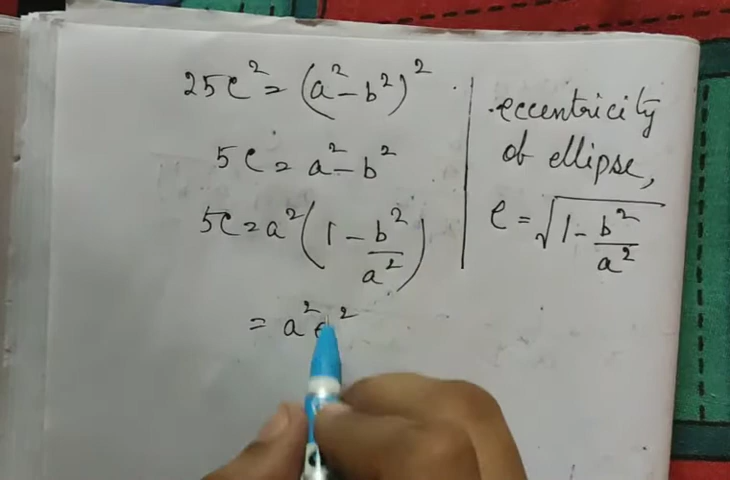 25c² = (a² - b²)²
5c = a² - b²
5c = a²(1 - b²/a²)
= a²e²
eccentricity
of ellipse,
e = √(1 - b²/a²)